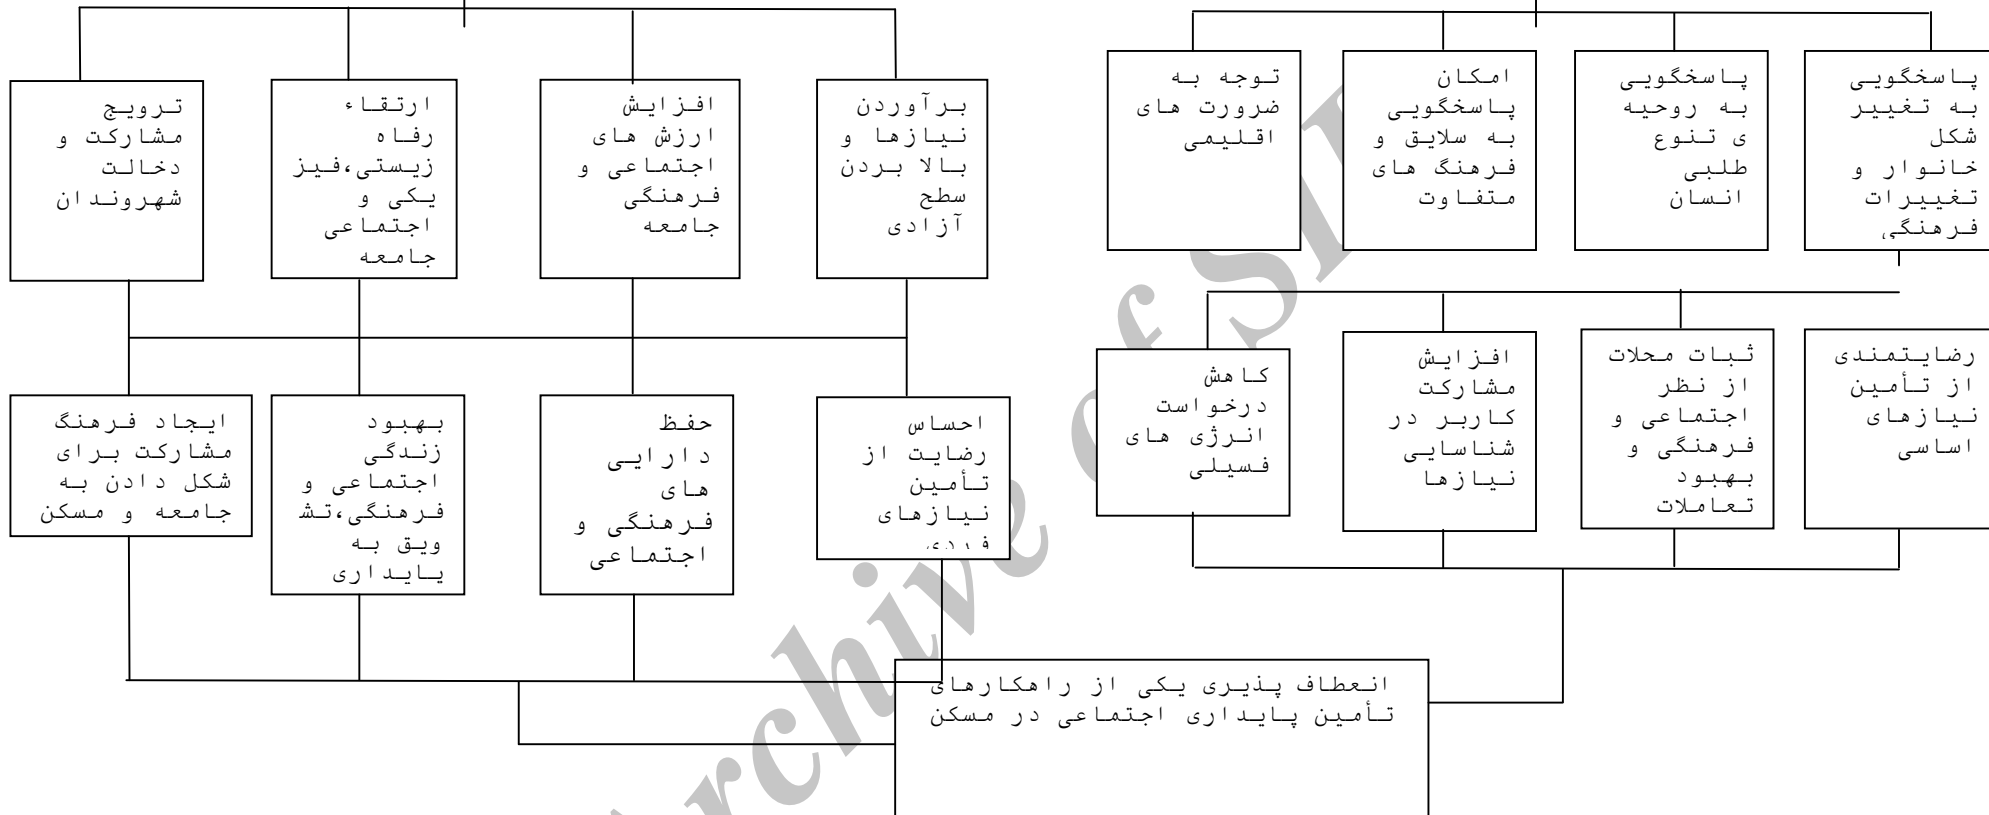 پاسخگویی
به تغییر
شکل
خانوار و
تغییرات
فرهنگی
پاسخگویی
به روحیه
ی تنوع
طلبی
انسان
امکان
پاسخگویی
به سلایق و
فرهنگ های
متفاوت
توجه به
ضرورت های
اقلیمی
برآوردن
نیازها و
بالا بردن
سطح
آزادی
افزایش
ارزش های
اجتماعی و
فرهنگی
جامعه
ارتقاء
رفاه
زیستی،فیز
یکی و
اجتماعی
جامعه
ترویج
مشارکت و
دخالت
شهروندان
رضایتمندی
از تأمین
نیازهای
اساسی
ثبات محلات
از نظر
اجتماعی و
فرهنگی و
بهبود
تعاملات
افزایش
مشارکت
کاربر در
شناسایی
نیازها
کاهش
درخواست
انرژی های
فسیلی
احساس
رضایت از
تأمین
نیازهای
فردی
حفظ
دارایی
های
فرهنگی و
اجتماعی
بهبود
زندگی
اجتماعی و
فرهنگی،تش
ویق به
پایداری
ایجاد فرهنگ
مشارکت برای
شکل دادن به
جامعه و مسکن
انعطاف پذیری یکی از راهکارهای
تأمین پایداری اجتماعی در مسکن
Archive of SI